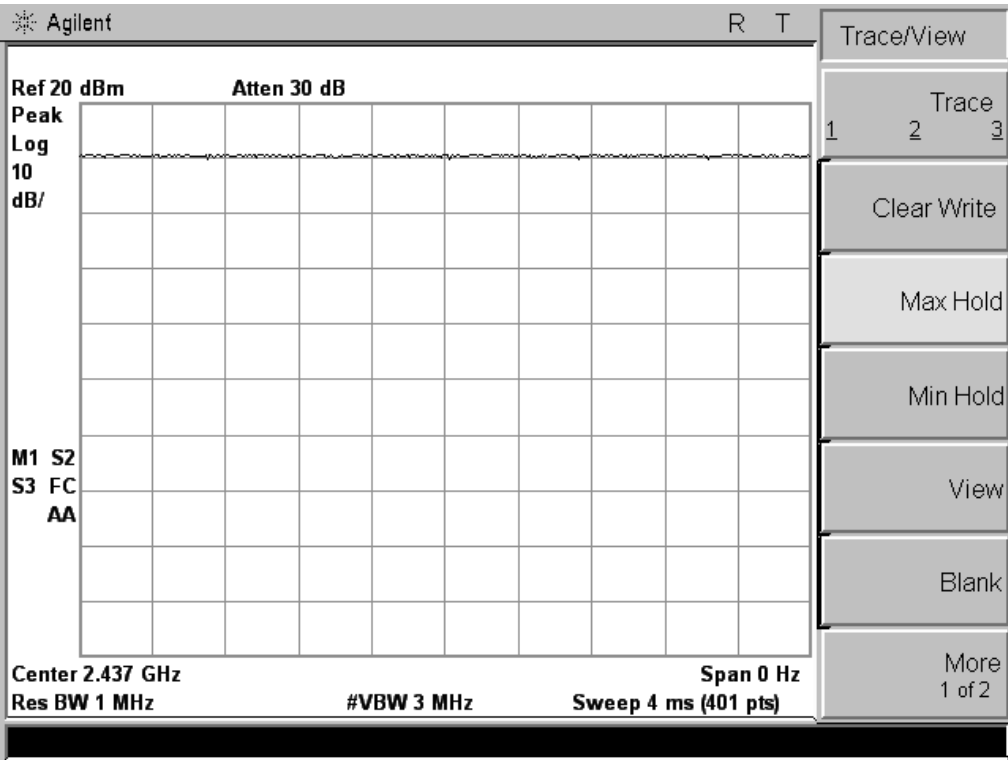 Agilent R T
Ref 20 dBm Atten 30 dB
Peak
Log
10
dB/
M1 S2
S3 FC
AA
Center 2.437 GHz Span 0 Hz
Res BW 1 MHz #VBW 3 MHz Sweep 4 ms (401 pts)
Trace/View
Trace
1 2 3
Clear Write
Max Hold
Min Hold
View
Blank
More
1 of 2